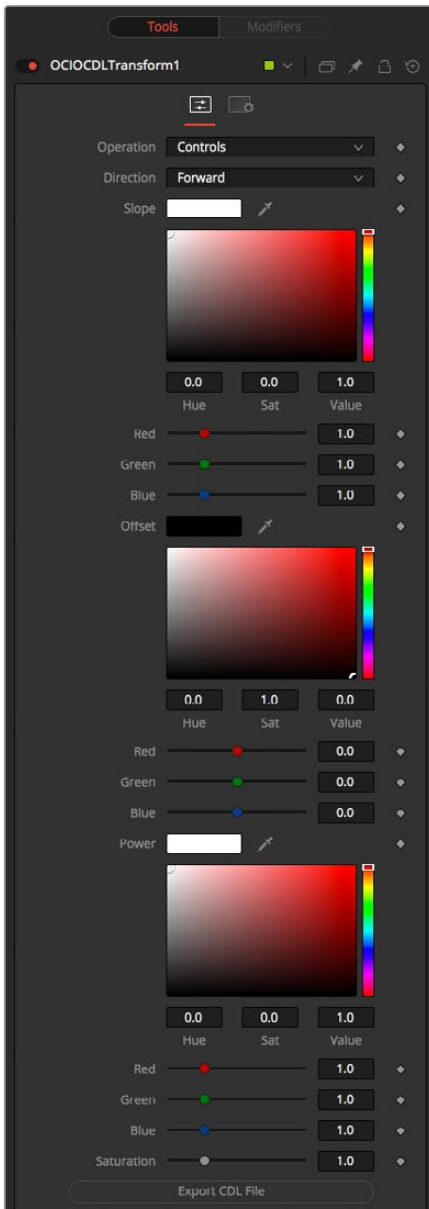 Tools Modifiers
OCIOCDLTransform1
Operation Controls
Direction Forward
Slope
0.0 0.0 1.0
Hue Sat Value
Red 1.0
Green 1.0
Blue 1.0
Offset
0.0 1.0 0.0
Hue Sat Value
Red 0.0
Green 0.0
Blue 0.0
Power
0.0 0.0 1.0
Hue Sat Value
Red 1.0
Green 1.0
Blue 1.0
Saturation 1.0
Export CDL File